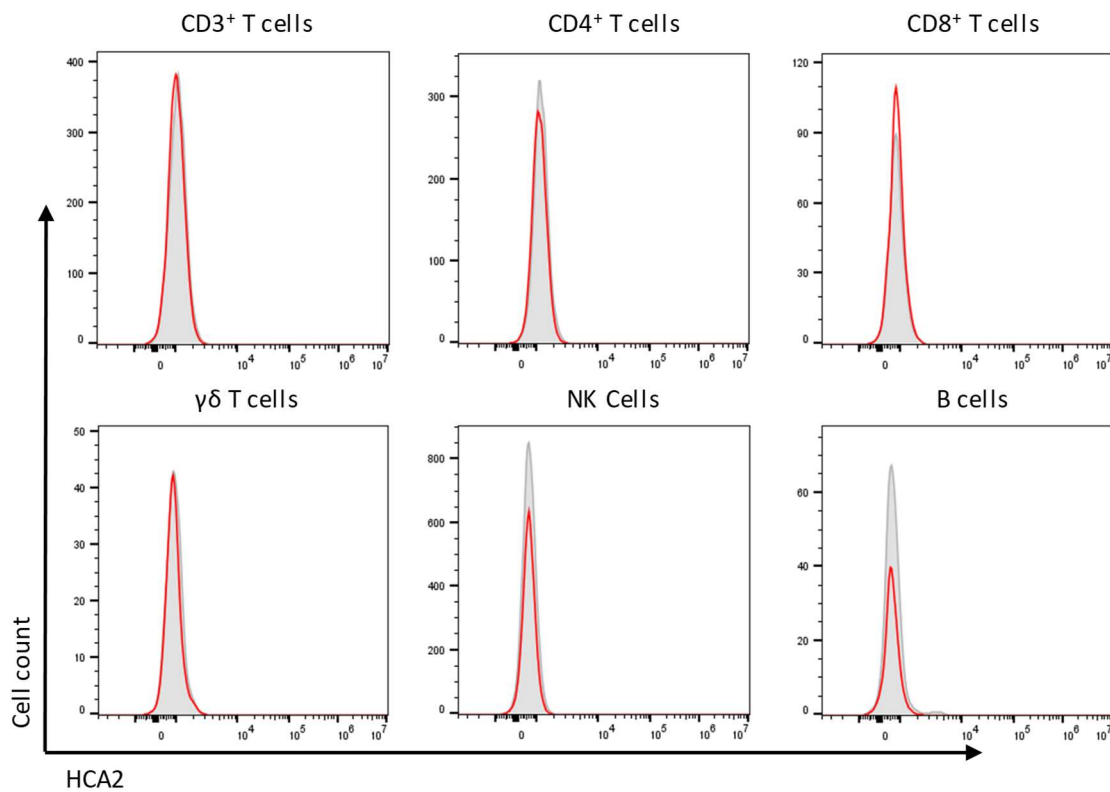 CD3⁺ T cells
CD4⁺ T cells
CD8⁺ T cells
400
300
200
100
0
0 10⁴ 10⁵ 10⁶ 10⁷
300
200
100
0
0 10⁴ 10⁵ 10⁶ 10⁷
120
90
60
30
0
0 10⁴ 10⁵ 10⁶ 10⁷
γδ T cells
NK Cells
B cells
50
40
30
20
10
0
0 10⁴ 10⁵ 10⁶ 10⁷
800
600
400
200
0
0 10⁴ 10⁵ 10⁶ 10⁷
60
40
20
0
0 10⁴ 10⁵ 10⁶ 10⁷
Cell count
HCA2